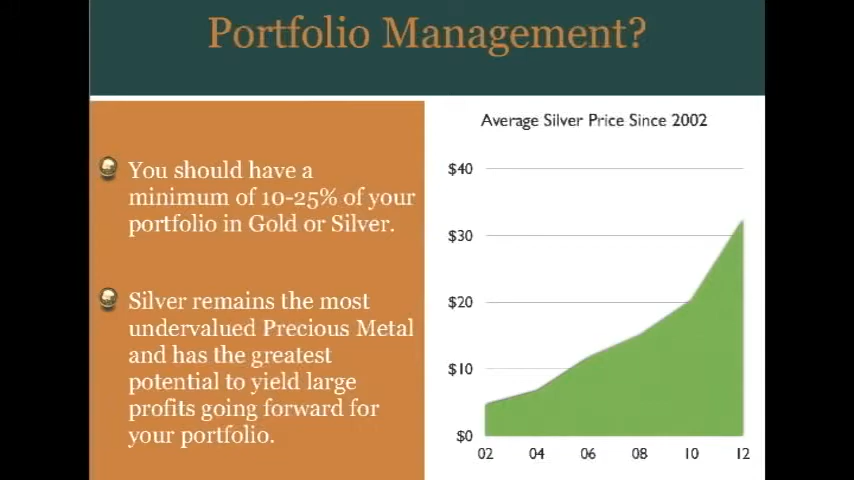 Portfolio Management?
You should have a
minimum of 10-25% of your
portfolio in Gold or Silver.
Silver remains the most
undervalued Precious Metal
and has the greatest
potential to yield large
profits going forward for
your portfolio.
Average Silver Price Since 2002
$40
$30
$20
$10
$0
02 04 06 08 10 12